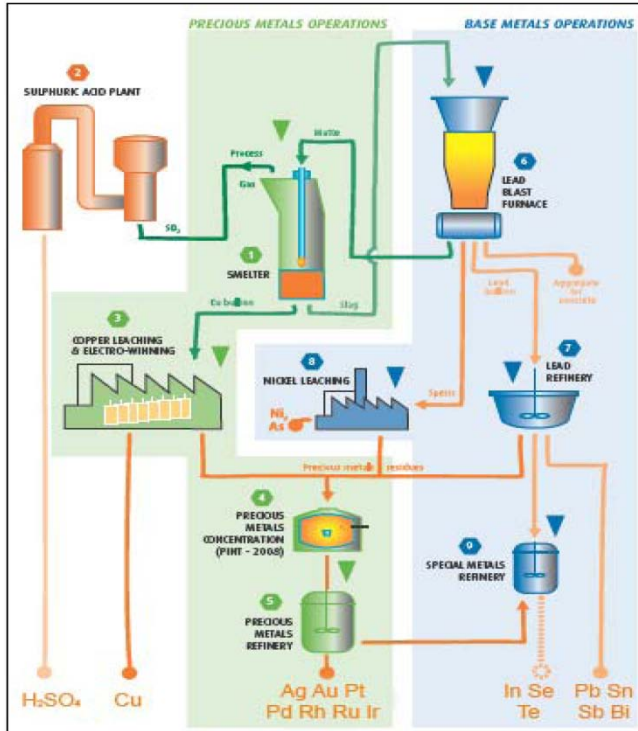 PRECIOUS METALS OPERATIONS
BASE METALS OPERATIONS
2
SULPHURIC ACID PLANT
Matte
Process
Gas
SO₂
1
SMELTER
6
LEAD
BLAST
FURNACE
Cu bullion
Slag
Lead
bullion
Aggregate
for
concrete
3
COPPER LEACHING
& ELECTRO-WINNING
8
NICKEL LEACHING
7
LEAD
REFINERY
Speiss
Ni,
As
Precious metals residues
4
PRECIOUS
METALS
CONCENTRATION
(PIHT - 2008)
9
SPECIAL METALS
REFINERY
5
PRECIOUS
METALS
REFINERY
H₂SO₄
Cu
Ag Au Pt
Pd Rh Ru Ir
In Se
Te
Pb Sn
Sb Bi